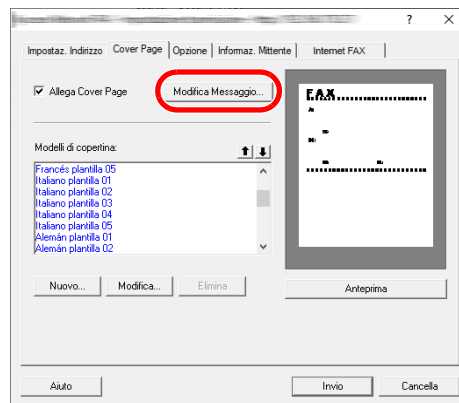 ?
Impostaz. Indirizzo Cover Page Opzione Informaz. Mittente Internet FAX
Allega Cover Page Modifica Messaggio...
Modelli di copertina:
Francés plantilla 05
Italiano plantilla 01
Italiano plantilla 02
Italiano plantilla 03
Italiano plantilla 04
Italiano plantilla 05
Alemán plantilla 01
Alemán plantilla 02
Nuovo... Modifica... Elimina
FAX
Anteprima
Aiuto Invio Cancella